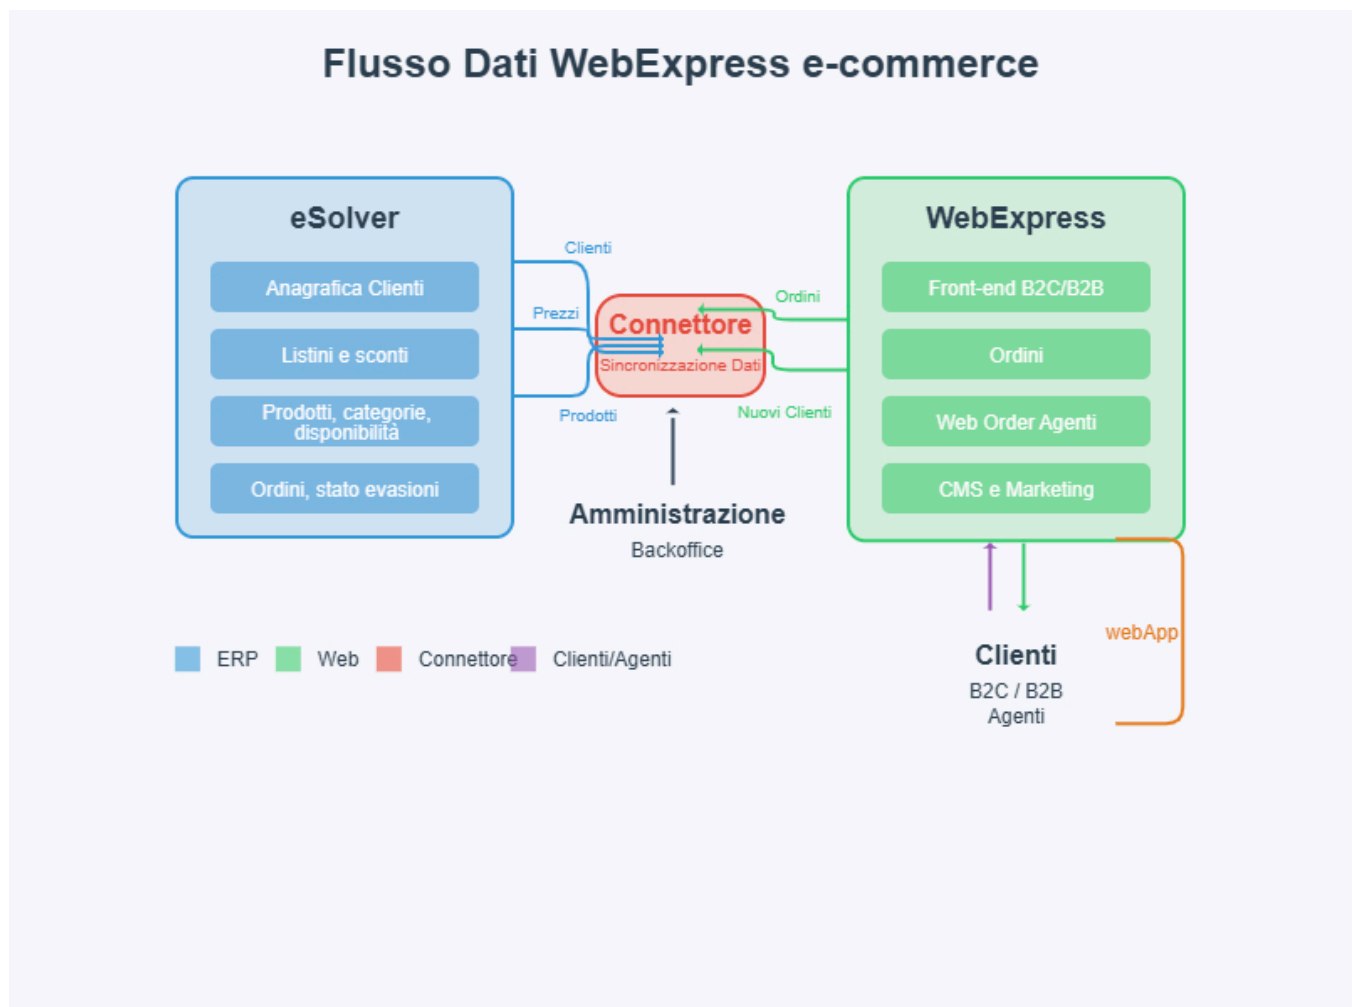 Flusso Dati WebExpress e-commerce
eSolver
Anagrafica Clienti
Listini e sconti
Prodotti, categorie,
disponibilità
Ordini, stato evasioni
Clienti
Prezzi
Prodotti
Connettore
Sincronizzazione Dati
Ordini
Nuovi Clienti
Amministrazione
Backoffice
WebExpress
Front-end B2C/B2B
Ordini
Web Order Agenti
CMS e Marketing
webApp
Clienti
B2C / B2B
Agenti
ERP
Web
Connettore
Clienti/Agenti